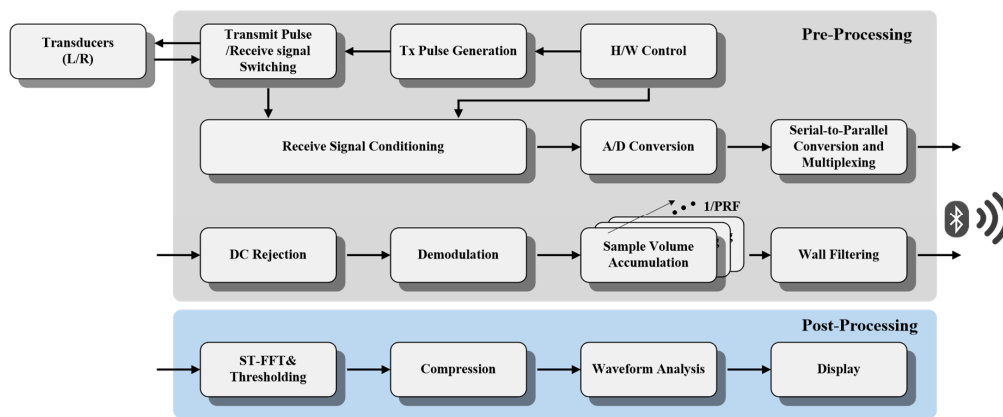 Pre-Processing
Transducers
(L/R)
Transmit Pulse
/Receive signal
Switching
Tx Pulse Generation
H/W Control
Receive Signal Conditioning
A/D Conversion
Serial-to-Parallel
Conversion and
Multiplexing
1/PRF
DC Rejection
Demodulation
Sample Volume
Accumulation
Wall Filtering
Post-Processing
ST-FFT&
Thresholding
Compression
Waveform Analysis
Display